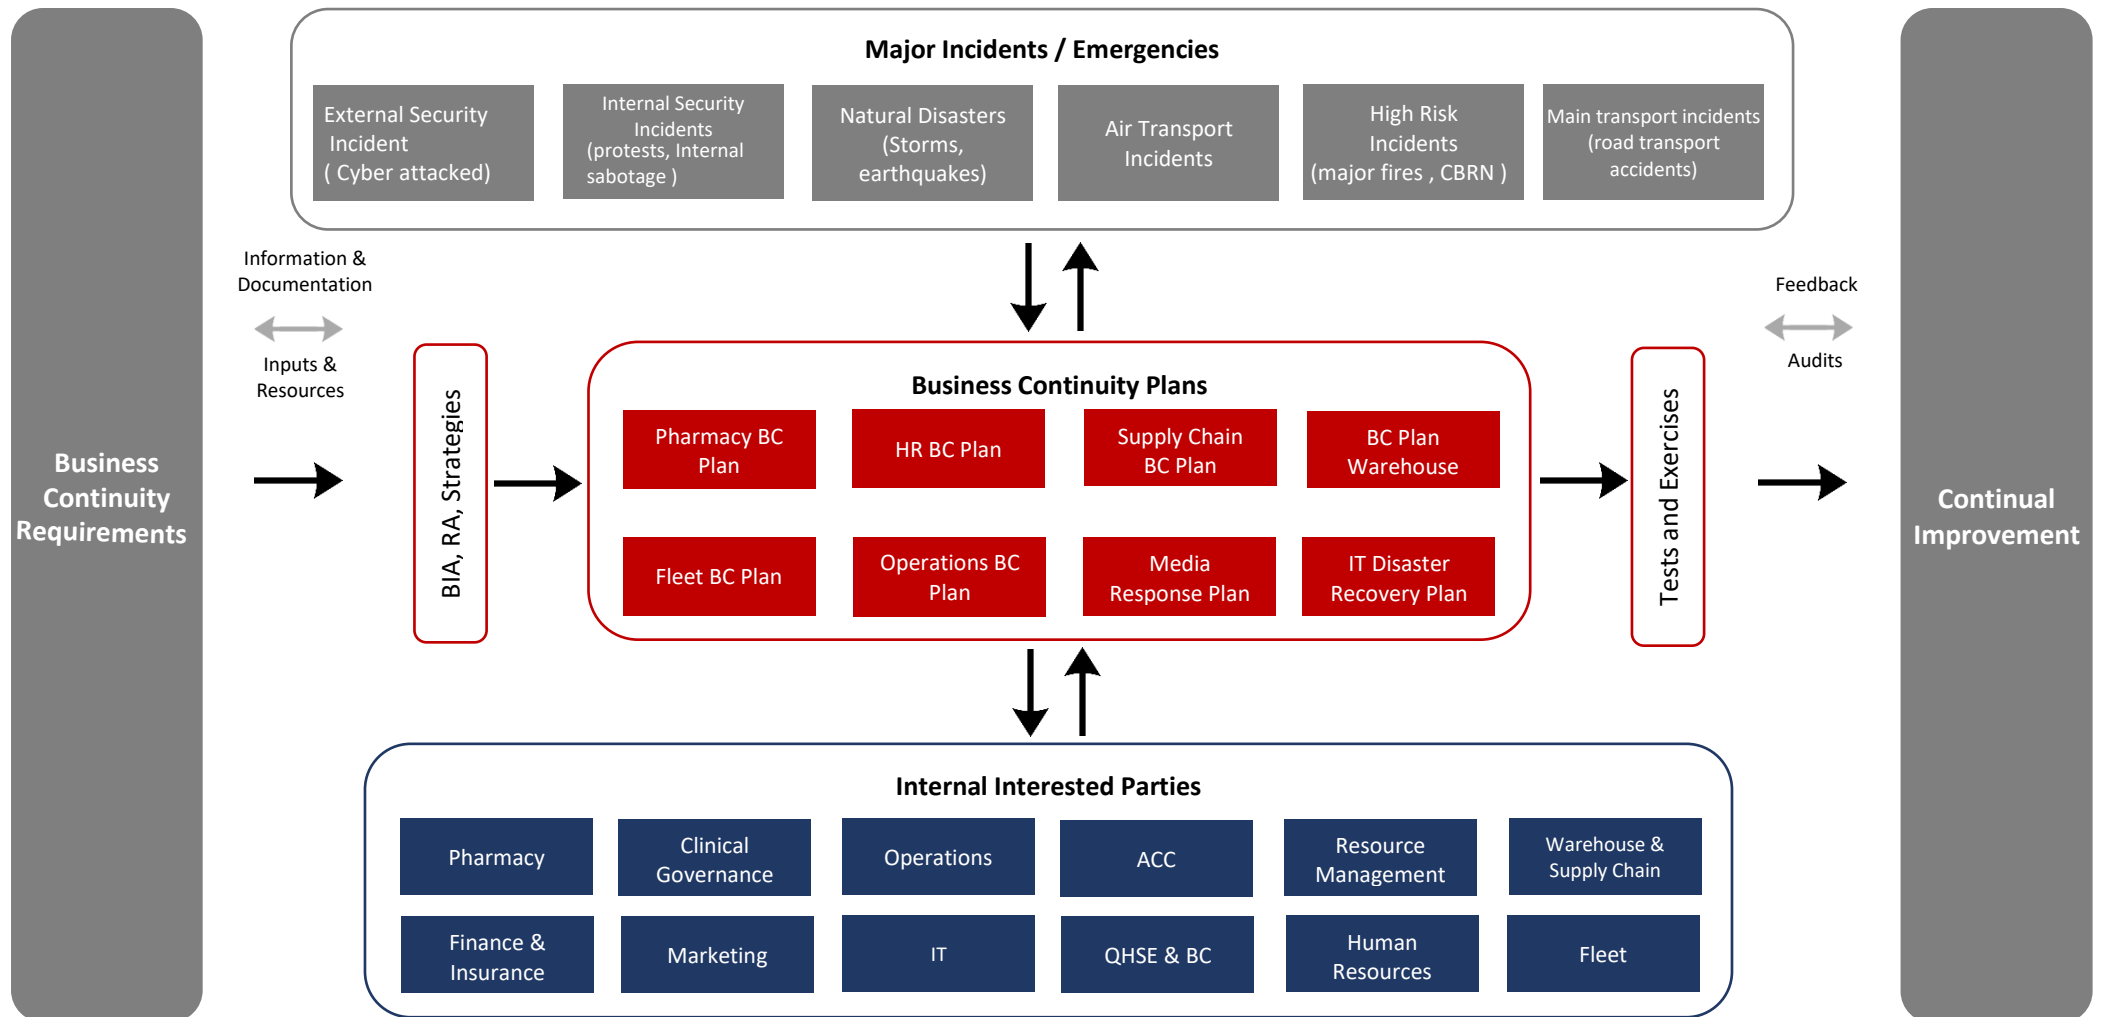 Major Incidents / Emergencies
External Security
Incident
( Cyber attacked)
Internal Security
Incidents
(protests, Internal
sabotage )
Natural Disasters
(Storms,
earthquakes)
Air Transport
Incidents
High Risk
Incidents
(major fires , CBRN )
Main transport incidents
(road transport
accidents)
Information &
Documentation
Inputs &
Resources
Feedback
Audits
Business
Continuity
Requirements
BIA, RA, Strategies
Business Continuity Plans
Pharmacy BC
Plan
HR BC Plan
Supply Chain
BC Plan
BC Plan
Warehouse
Fleet BC Plan
Operations BC
Plan
Media
Response Plan
IT Disaster
Recovery Plan
Tests and Exercises
Continual
Improvement
Internal Interested Parties
Pharmacy
Clinical
Governance
Operations
ACC
Resource
Management
Warehouse &
Supply Chain
Finance &
Insurance
Marketing
IT
QHSE & BC
Human
Resources
Fleet